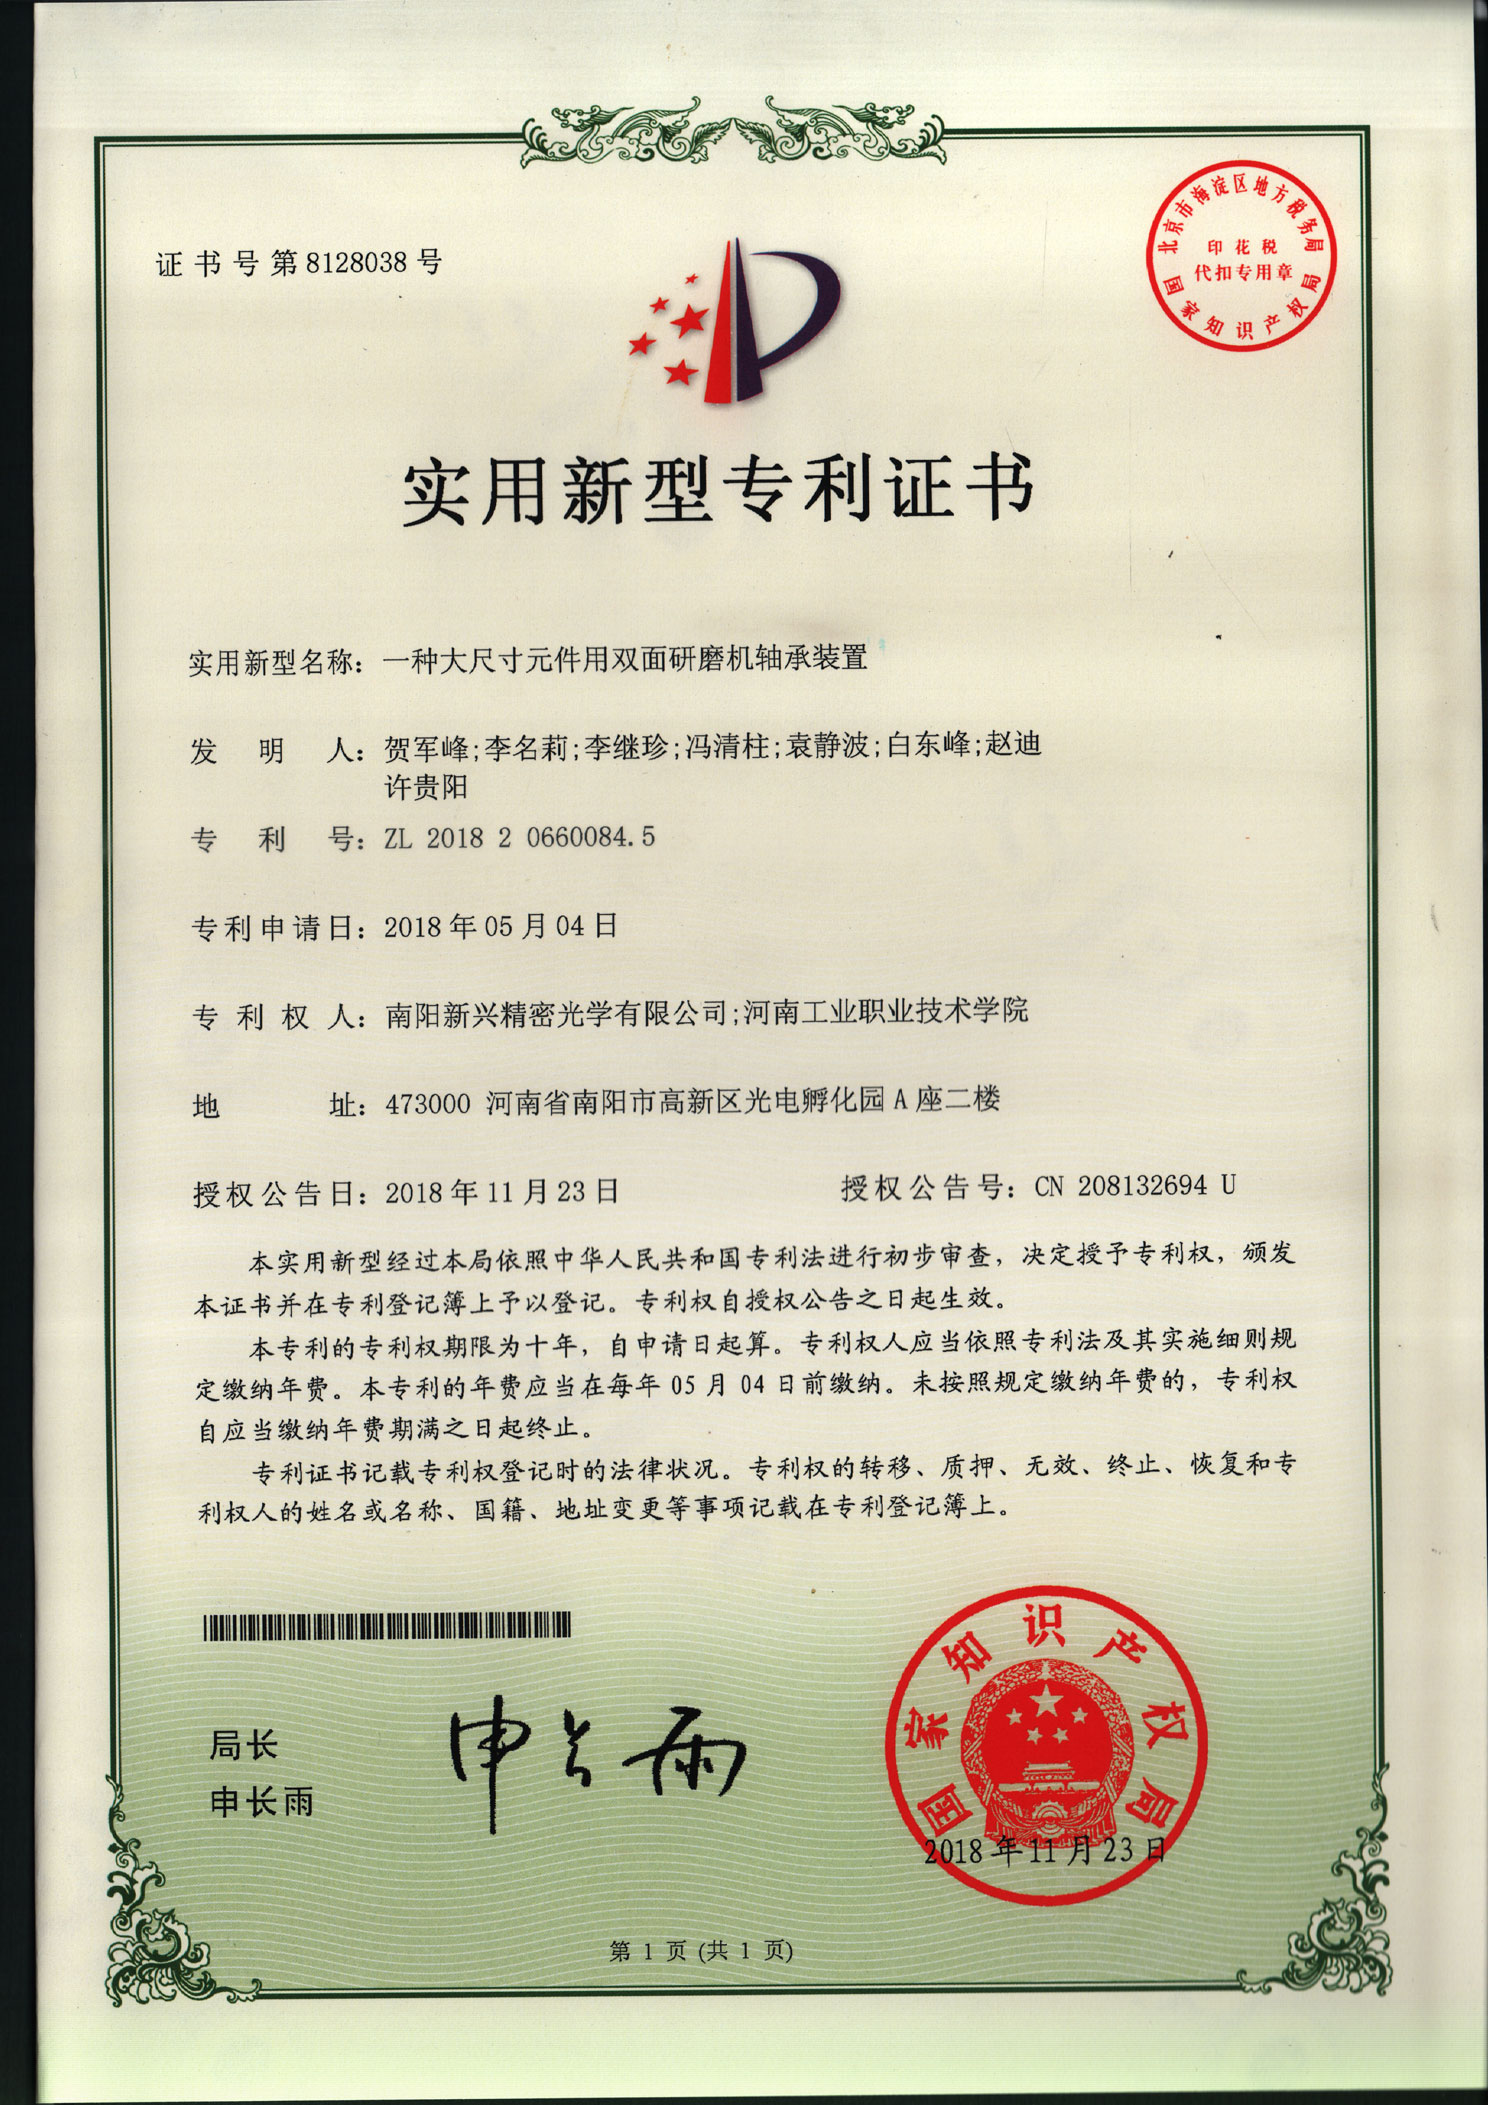 证书号第8128038号
北京市海淀区地方税务局
印花税
代扣专用章
国家知识产权局
实用新型专利证书
实用新型名称：一种大尺寸元件用双面研磨机轴承装置
发明人：贺军峰;李名莉;李继珍;冯清柱;袁静波;白东峰;赵迪
许贵阳
专利号：ZL 2018 2 0660084.5
专利申请日：2018年05月04日
专利权人：南阳新兴精密光学有限公司;河南工业职业技术学院
地址：473000 河南省南阳市高新区光电孵化园A座二楼
授权公告日：2018年11月23日 授权公告号：CN 208132694 U
本实用新型经过本局依照中华人民共和国专利法进行初步审查，决定授予专利权，颁发
本证书并在专利登记簿上予以登记。专利权自授权公告之日起生效。
本专利的专利权期限为十年，自申请日起算。专利权人应当依照专利法及其实施细则规
定缴纳年费。本专利的年费应当在每年05月04日前缴纳。未按照规定缴纳年费的，专利权
自应当缴纳年费期满之日起终止。
专利证书记载专利权登记时的法律状况。专利权的转移、质押、无效、终止、恢复和专
利权人的姓名或名称、国籍、地址变更等事项记载在专利登记簿上。
局长
申长雨
申长雨
国家知识产权局
2018年11月23日
第 1 页 (共 1 页)